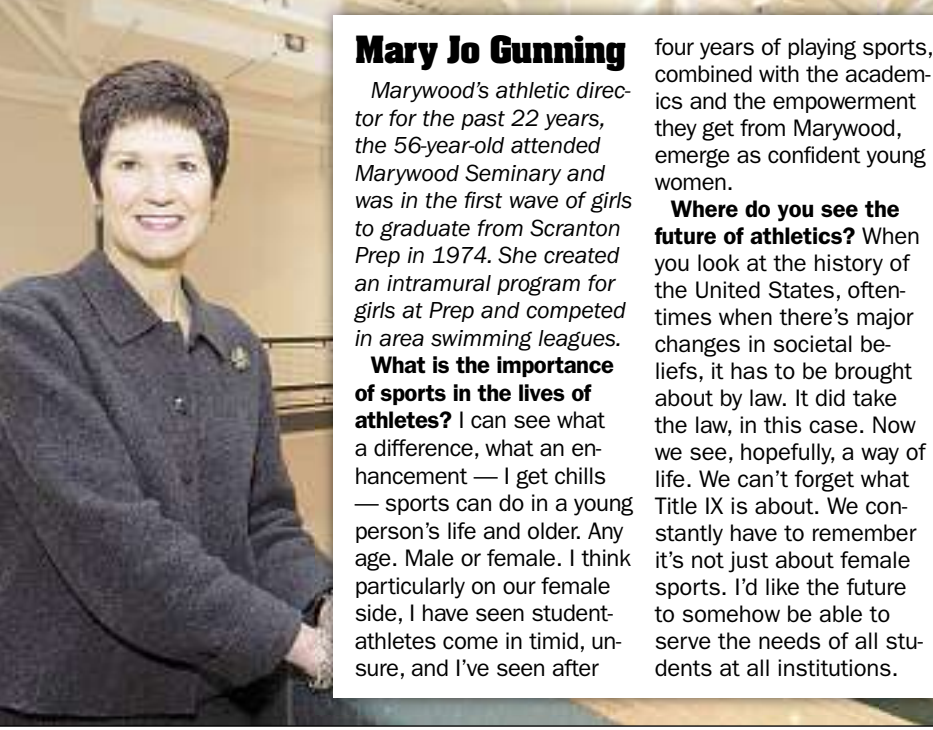 Mary Jo Gunning
Marywood’s athletic direc-
tor for the past 22 years,
the 56-year-old attended
Marywood Seminary and
was in the first wave of girls
to graduate from Scranton
Prep in 1974. She created
an intramural program for
girls at Prep and competed
in area swimming leagues.
What is the importance
of sports in the lives of
athletes? I can see what
a difference, what an en-
hancement — I get chills
— sports can do in a young
person’s life and older. Any
age. Male or female. I think
particularly on our female
side, I have seen student-
athletes come in timid, un-
sure, and I’ve seen after
four years of playing sports,
combined with the academ-
ics and the empowerment
they get from Marywood,
emerge as confident young
women.
Where do you see the
future of athletics? When
you look at the history of
the United States, often-
times when there’s major
changes in societal be-
liefs, it has to be brought
about by law. It did take
the law, in this case. Now
we see, hopefully, a way of
life. We can’t forget what
Title IX is about. We con-
stantly have to remember
it’s not just about female
sports. I’d like the future
to somehow be able to
serve the needs of all stu-
dents at all institutions.